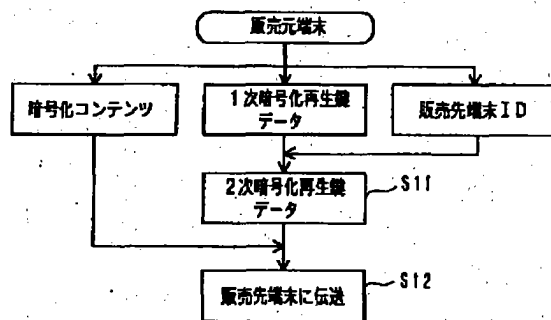 販売元端末
暗号化コンテンツ
1次暗号化再生鍵
データ
販売先端末ID
2次暗号化再生鍵
データ
S11
販売先端末に伝送
S12